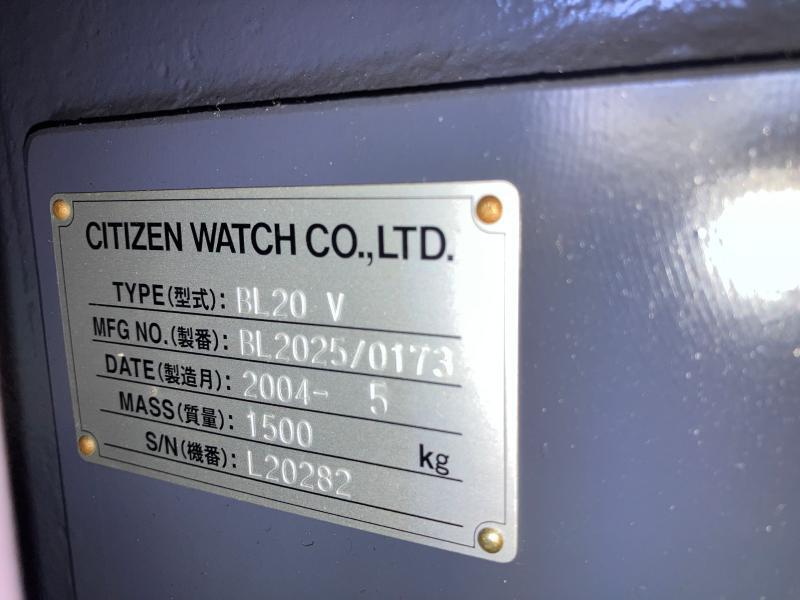 CITIZEN WATCH CO.,LTD.
TYPE(型式): BL20 V
MFG NO.(製番): BL2025/0173
DATE(製造月): 2004- 5
MASS(質量): 1500 kg
S/N(機番): L20282